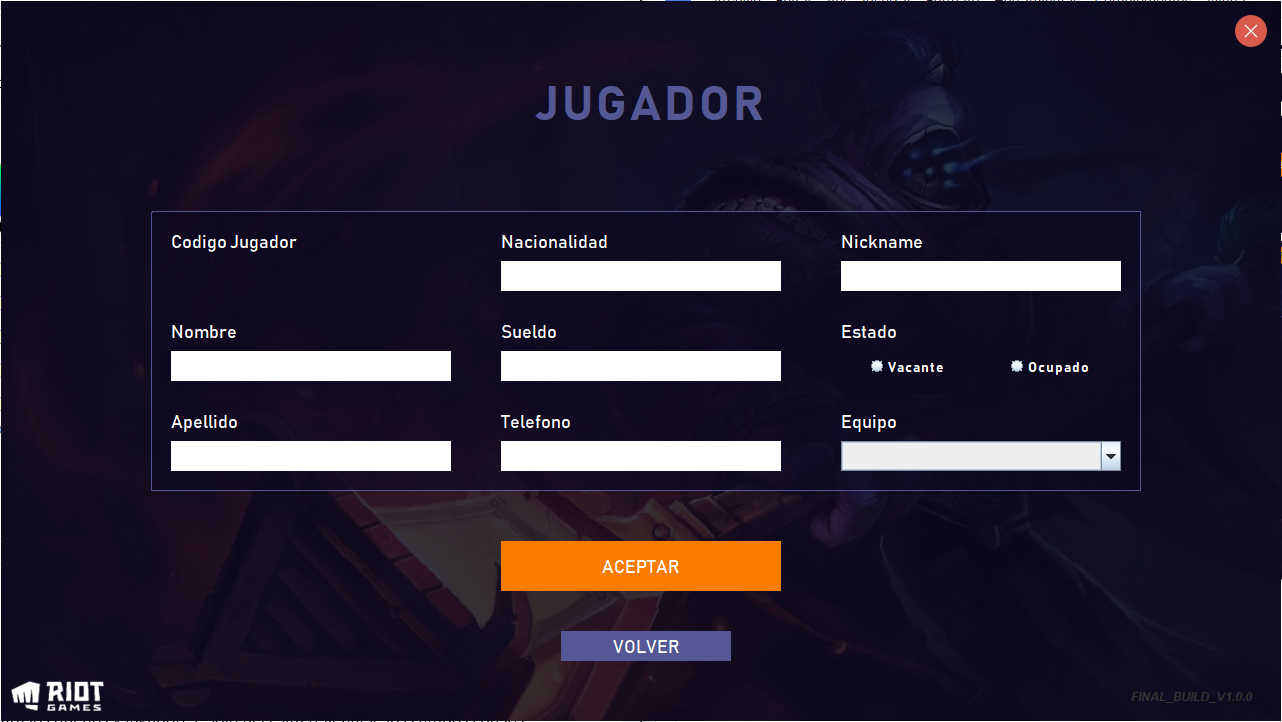 JUGADOR
Codigo Jugador
Nacionalidad
Nickname
Nombre
Sueldo
Estado
Vacante
Ocupado
Apellido
Telefono
Equipo
ACEPTAR
VOLVER
RIOT
GAMES
FINAL_BUILD_V1.0.0